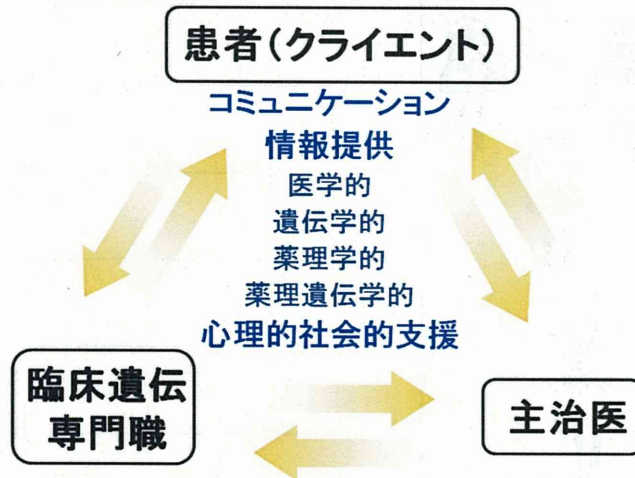 患者(クライエント)
コミュニケーション
情報提供
医学的
遺伝学的
薬理学的
薬理遺伝学的
心理的社会的支援
臨床遺伝
専門職
主治医